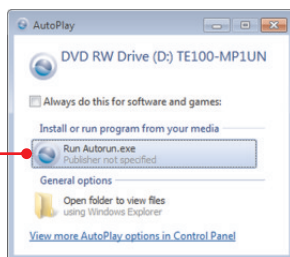 AutoPlay
DVD RW Drive (D:) TE100-MP1UN
Always do this for software and games:
Install or run program from your media
Run Autorun.exe
Publisher not specified
General options
Open folder to view files
using Windows Explorer
View more AutoPlay options in Control Panel